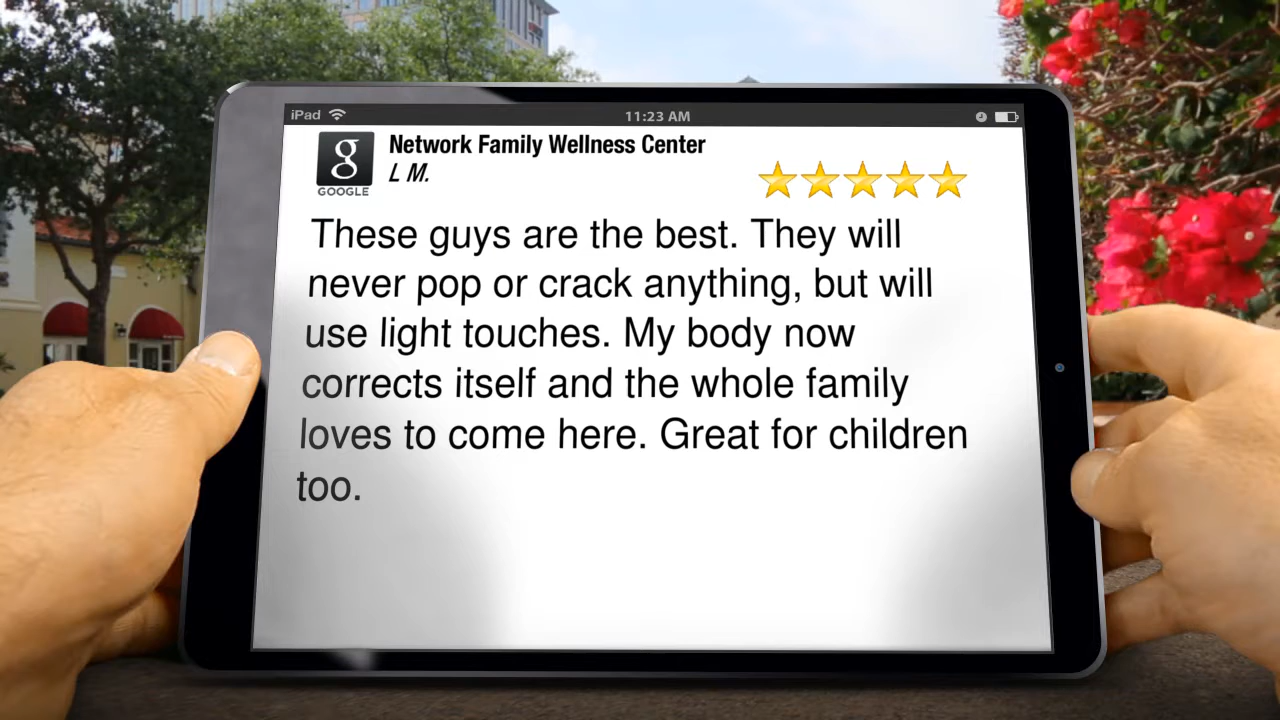 iPad 11:23 AM
g
GOOGLE
Network Family Wellness Center
L M.
These guys are the best. They will
never pop or crack anything, but will
use light touches. My body now
corrects itself and the whole family
loves to come here. Great for children
too.